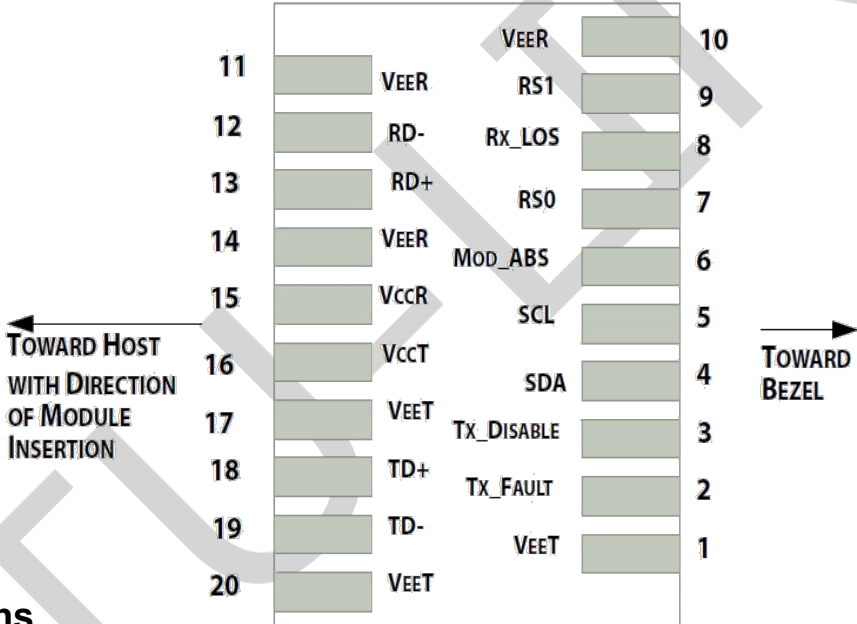 VEER 10
11 VEER
RS1 9
12 RD-
Rx_LOS 8
13 RD+
RS0 7
14 VEER
MOD_ABS 6
15 VCCR
SCL 5
16 VCCT
SDA 4
17 VEET
TX_DISABLE 3
18 TD+
TX_FAULT 2
19 TD-
VEET 1
20 VEET
TOWARD HOST
WITH DIRECTION
OF MODULE
INSERTION
TOWARD
BEZEL